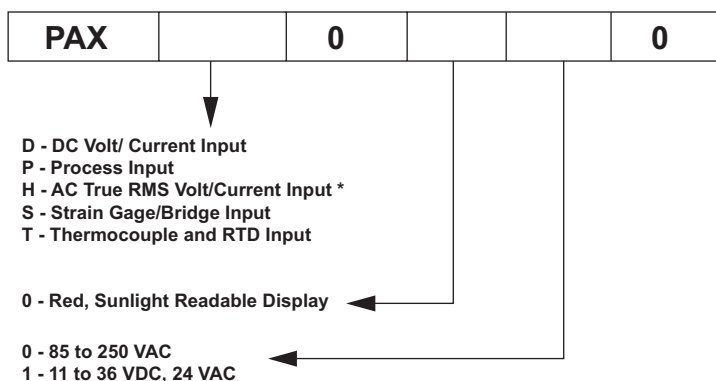 PAX 0 0
D - DC Volt/ Current Input
P - Process Input
H - AC True RMS Volt/Current Input *
S - Strain Gage/Bridge Input
T - Thermocouple and RTD Input
0 - Red, Sunlight Readable Display
0 - 85 to 250 VAC
1 - 11 to 36 VDC, 24 VAC